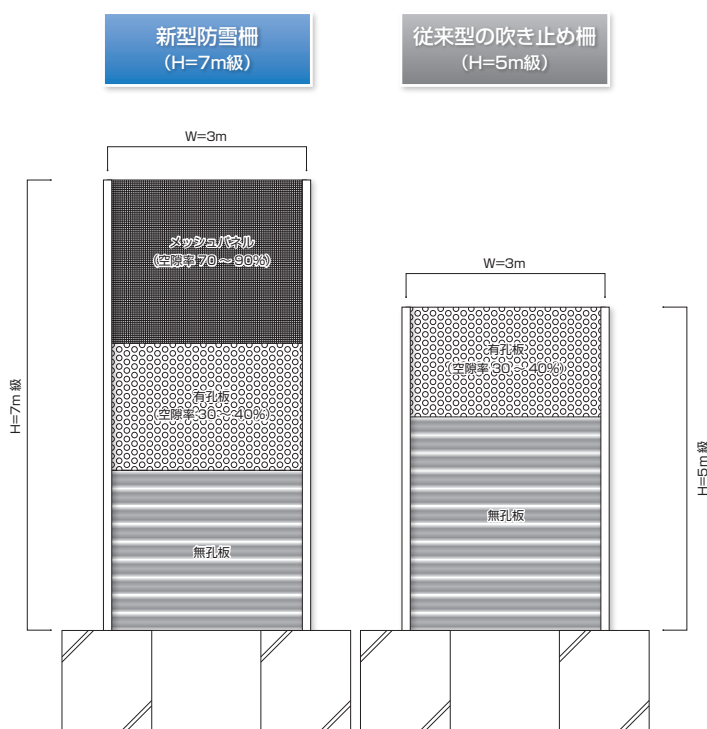 新型防雪柵
（H=7m級）
従来型の吹き止め柵
（H=5m級）
W=3m
メッシュパネル
（空隙率 70 ～ 90%）
有孔板
（空隙率 30 ～ 40%）
無孔板
H=7m 級
W=3m
有孔板
（空隙率 30 ～ 40%）
無孔板
H=5m 級